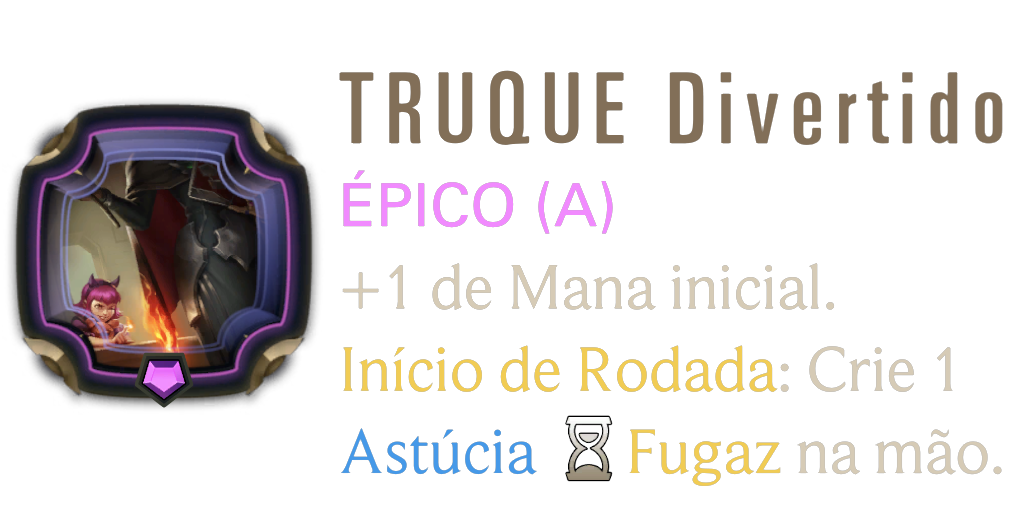 TRUQUE Divertido
ÉPICO (A)
+1 de Mana inicial.
Início de Rodada: Crie 1
Astúcia Fugaz na mão.